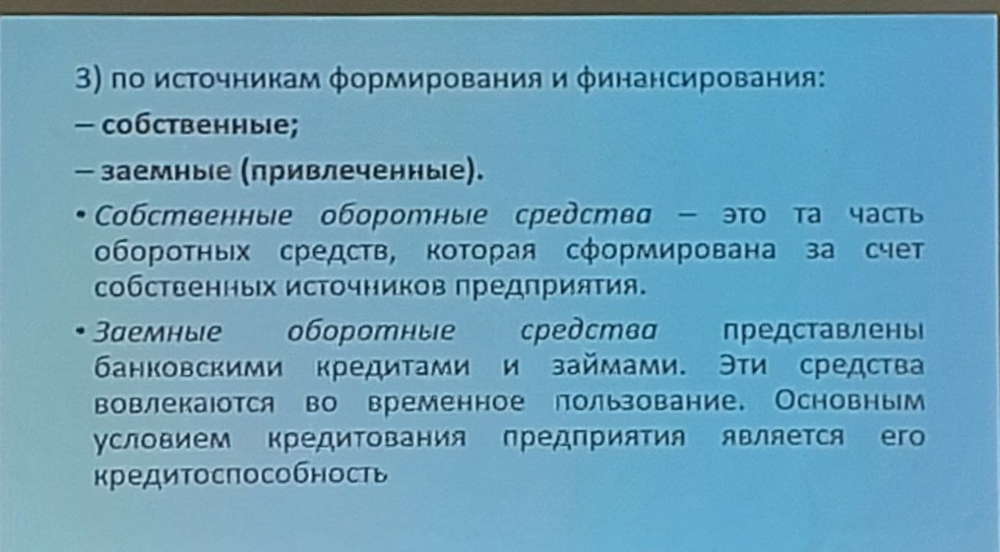 3) по источникам формирования и финансирования:
– собственные;
– заемные (привлеченные).
• Собственные оборотные средства – это та часть
оборотных средств, которая сформирована за счет
собственных источников предприятия.
• Заемные оборотные средства представлены
банковскими кредитами и займами. Эти средства
вовлекаются во временное пользование. Основным
условием кредитования предприятия является его
кредитоспособность